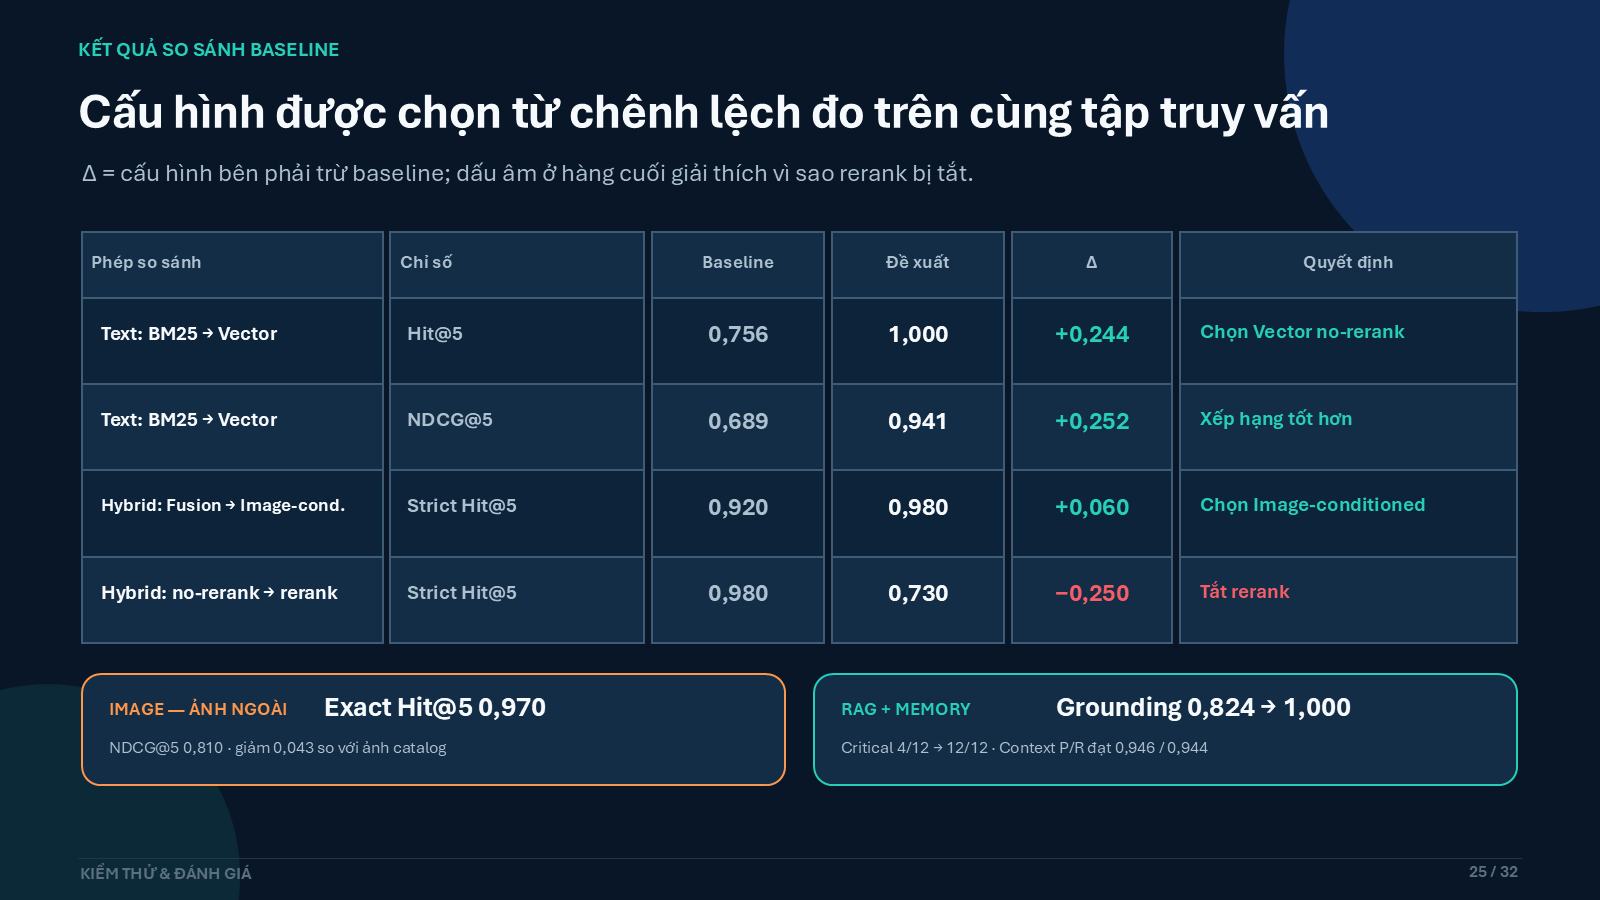 KẾT QUẢ SO SÁNH BASELINE
Cấu hình được chọn từ chênh lệch đo trên cùng tập truy vấn
Δ = cấu hình bên phải trừ baseline; dấu âm ở hàng cuối giải thích vì sao rerank bị tắt.
Phép so sánh Chỉ số Baseline Đề xuất Δ Quyết định
Text: BM25 → Vector Hit@5 0,756 1,000 +0,244 Chọn Vector no-rerank
Text: BM25 → Vector NDCG@5 0,689 0,941 +0,252 Xếp hạng tốt hơn
Hybrid: Fusion → Image-cond. Strict Hit@5 0,920 0,980 +0,060 Chọn Image-conditioned
Hybrid: no-rerank → rerank Strict Hit@5 0,980 0,730 −0,250 Tắt rerank
IMAGE — ẢNH NGOÀI Exact Hit@5 0,970
NDCG@5 0,810 · giảm 0,043 so với ảnh catalog
RAG + MEMORY Grounding 0,824 → 1,000
Critical 4/12 → 12/12 · Context P/R đạt 0,946 / 0,944
KIỂM THỬ & ĐÁNH GIÁ 25 / 32